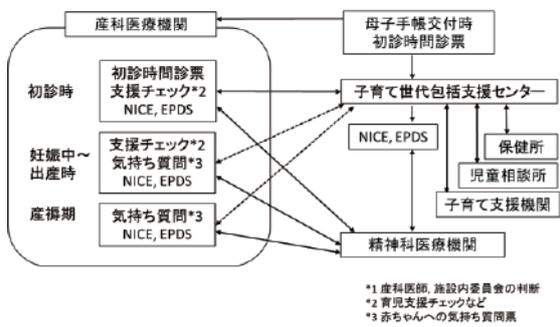 産科医療機関
母子手帳交付時
初診時間診票
初診時
初診時間診票
支援チェック*2
NICE, EPDS
子育て世代包括支援センター
NICE, EPDS
保健所
児童相談所
子育て支援機関
妊娠中～
出産時
支援チェック*2
気持ち質問*3
NICE, EPDS
産褥期
気持ち質問*3
NICE, EPDS
精神科医療機関
*1 産科医師, 施設内委員会の判断
*2 育児支援チェックなど
*3 赤ちゃんへの気持ち質問票